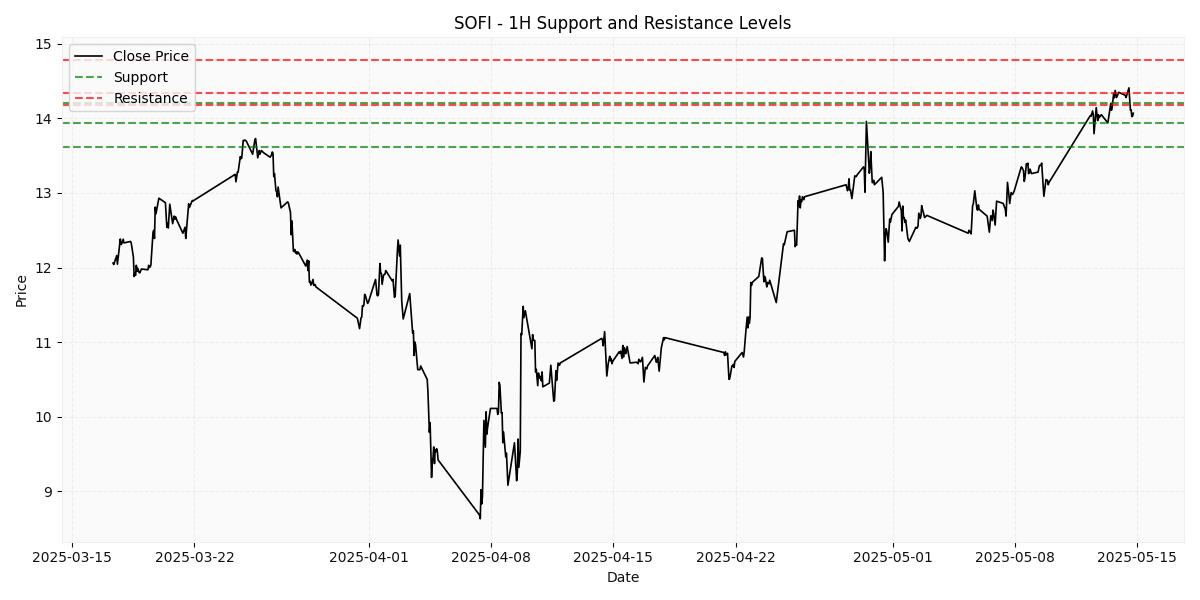 SOFI - 1H Support and Resistance Levels
Close Price
Support
Resistance
Price
15
14
13
12
11
10
9
2025-03-15 2025-03-22 2025-04-01 2025-04-08 2025-04-15 2025-04-22 2025-05-01 2025-05-08 2025-05-15
Date